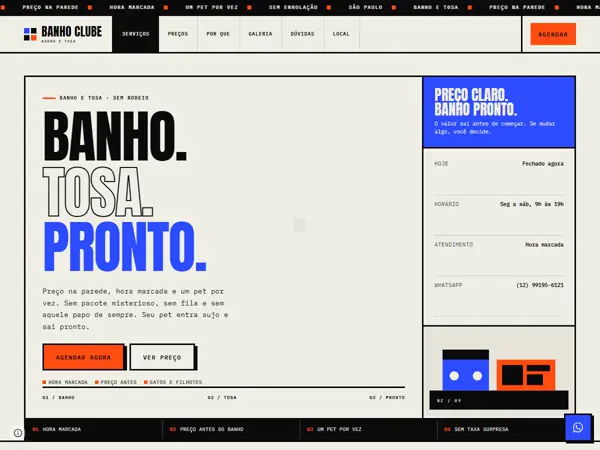 PREÇO NA PAREDE
HORA MARCADA
UM PET POR VEZ
SEM ENROLAÇÃO
SÃO PAULO
BANHO E TOSA
PREÇO NA PAREDE
BANHO CLUBE
BANHO E TOSA
SERVIÇOS
PREÇOS
POR QUE
GALERIA
DÚVIDAS
LOCAL
AGENDAR
BANHO E TOSA · SEM RODEIO
BANHO.
TOSA.
PRONTO.
Preço na parede, hora marcada e um pet por
vez. Sem pacote misterioso, sem fila e sem
aquele papo de sempre. Seu pet entra sujo e
sai pronto.
AGENDAR AGORA
VER PREÇO
HORA MARCADA
PREÇO ANTES
GATOS E FILHOTES
01 / BANHO
02 / TOSA
03 / PRONTO
PREÇO CLARO.
BANHO PRONTO.
O valor sai antes de começar. Se mudar
algo, você decide.
HOJE
Fechado agora
HORÁRIO
Seg a sáb, 9h às 19h
ATENDIMENTO
Hora marcada
WHATSAPP
(12) 99195-6121
BC / 09
01 HORA MARCADA
02 PREÇO ANTES DO BANHO
03 UM PET POR VEZ
04 SEM TAXA SURPRESA